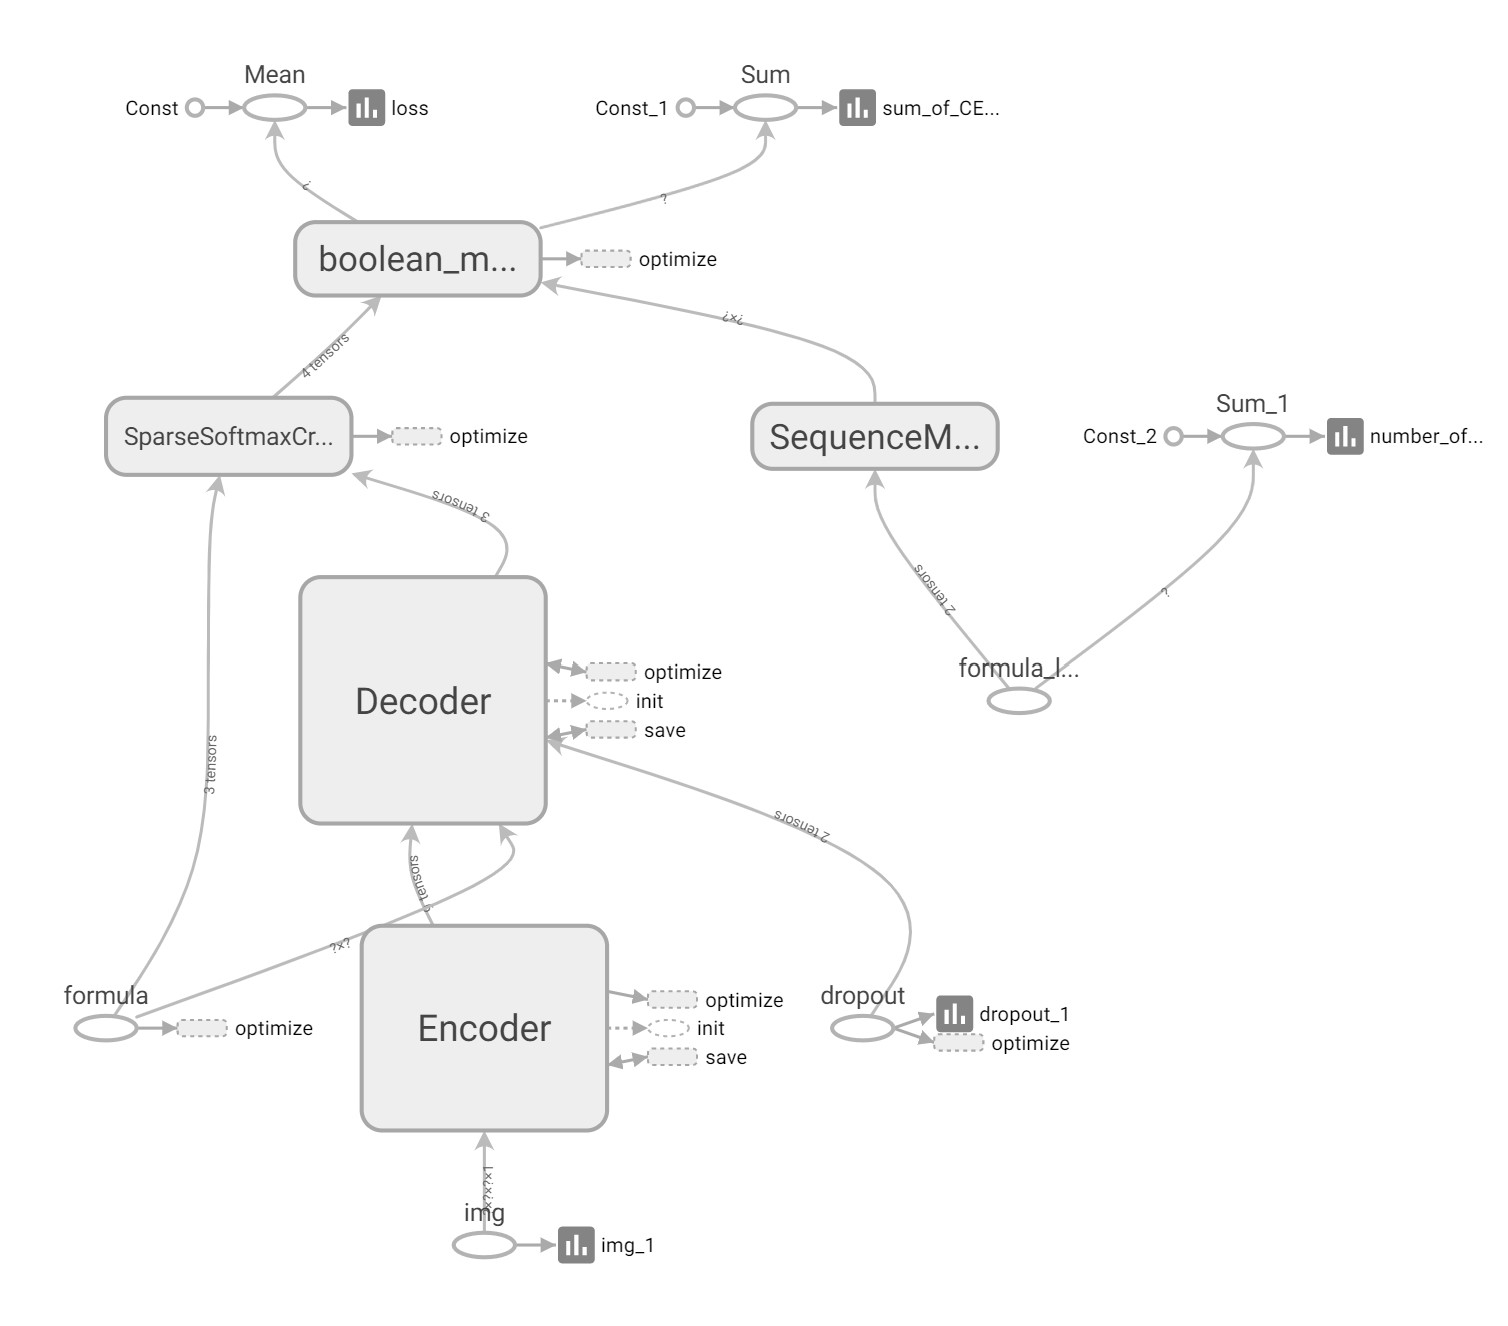 Mean
Sum
Const
loss
Const_1
sum_of_CE...
?
?
boolean_m...
optimize
?x?
4 tensors
Sum_1
SparseSoftmaxCr...
optimize
SequenceM...
Const_2
number_of...
3 tensors
2 tensors
?
formula_l...
Decoder
optimize
init
save
3 tensors
2 tensors
tensors
?x?
formula
optimize
Encoder
optimize
init
save
dropout
dropout_1
optimize
?x?x?x1
img
img_1